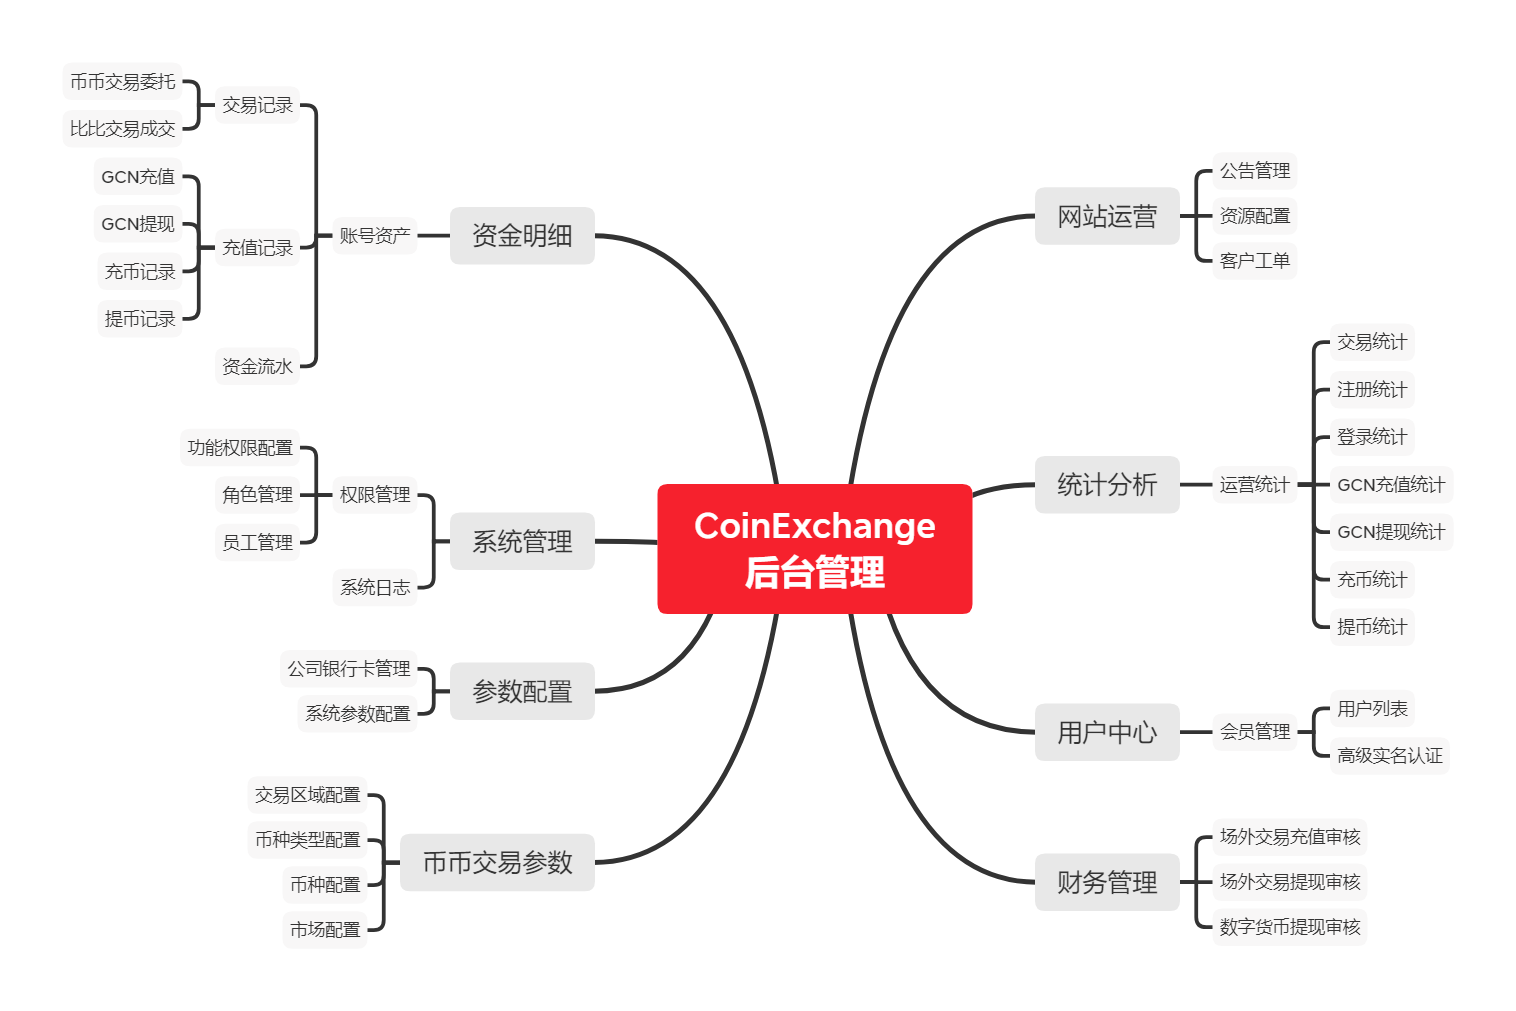 CoinExchange
后台管理
网站运营
公告管理
资源配置
客户工单
统计分析
运营统计
交易统计
注册统计
登录统计
GCN充值统计
GCN提现统计
充币统计
提币统计
用户中心
会员管理
用户列表
高级实名认证
财务管理
场外交易充值审核
场外交易提现审核
数字货币提现审核
资金明细
账号资产
交易记录
币币交易委托
比比交易成交
充值记录
GCN充值
GCN提现
充币记录
提币记录
资金流水
系统管理
权限管理
功能权限配置
角色管理
员工管理
系统日志
参数配置
公司银行卡管理
系统参数配置
币币交易参数
交易区域配置
币种类型配置
币种配置
市场配置